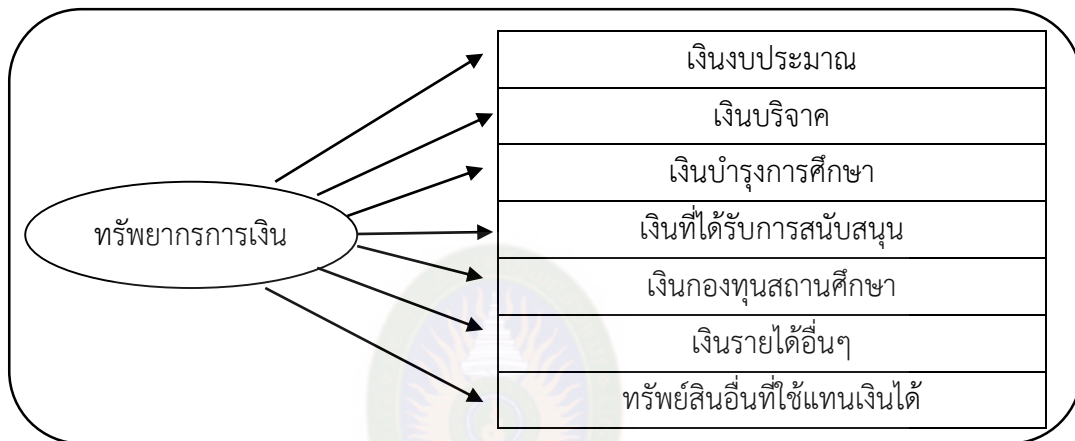 เงินงบประมาณ
เงินบริจาค
เงินบำรุงการศึกษา
ทรัพยากรการเงิน
เงินที่ได้รับการสนับสนุน
เงินกองทุนสถานศึกษา
เงินรายได้อื่นๆ
ทรัพย์สินอื่นที่ใช้แทนเงินได้